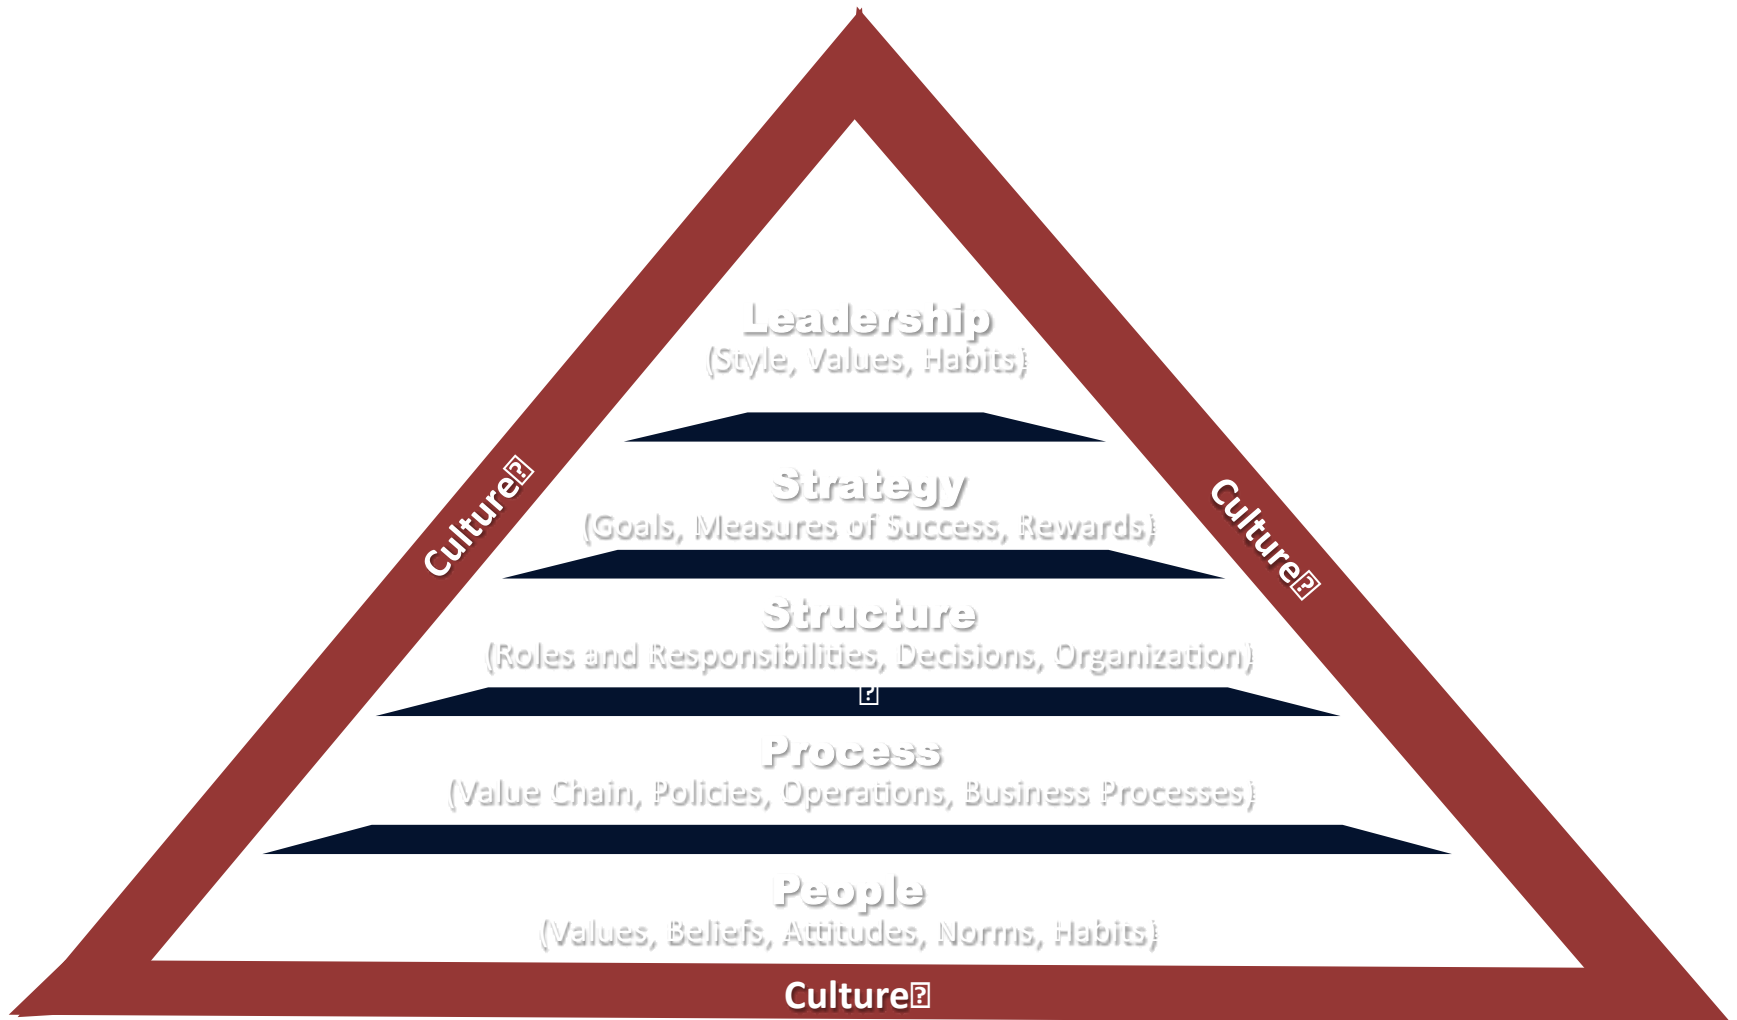 Leadership
(Style, Values, Habits)
Strategy
(Goals, Measures of Success, Rewards)
Culture
Culture
Structure
(Roles and Responsibilities, Decisions, Organization)
Process
(Value Chain, Policies, Operations, Business Processes)
People
(Values, Beliefs, Attitudes, Norms, Habits)
Culture